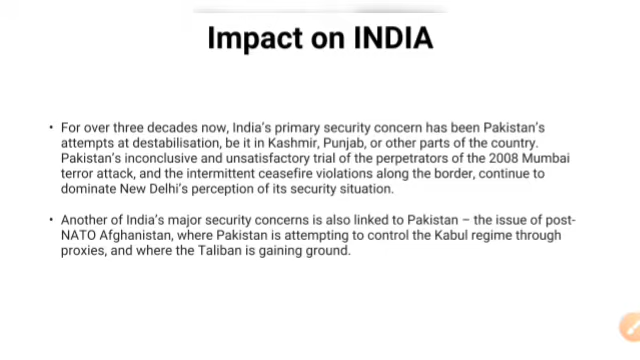 Impact on INDIA
• For over three decades now, India's primary security concern has been Pakistan's
attempts at destabilisation, be it in Kashmir, Punjab, or other parts of the country.
Pakistan's inconclusive and unsatisfactory trial of the perpetrators of the 2008 Mumbai
terror attack, and the intermittent ceasefire violations along the border, continue to
dominate New Delhi's perception of its security situation.
• Another of India's major security concerns is also linked to Pakistan – the issue of post-
NATO Afghanistan, where Pakistan is attempting to control the Kabul regime through
proxies, and where the Taliban is gaining ground.